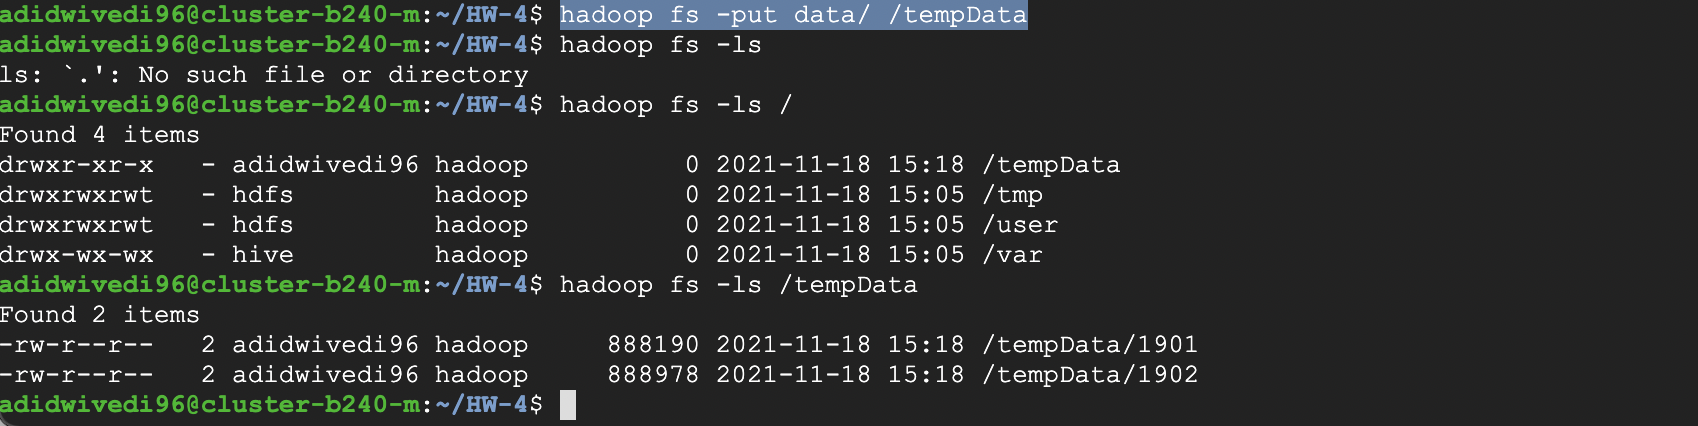 adidwivedi96@cluster-b240-m:~/HW-4$ hadoop fs -put data/ /tempData
adidwivedi96@cluster-b240-m:~/HW-4$ hadoop fs -ls
ls: `.': No such file or directory
adidwivedi96@cluster-b240-m:~/HW-4$ hadoop fs -ls /
Found 4 items
drwxr-xr-x   - adidwivedi96 hadoop          0 2021-11-18 15:18 /tempData
drwxrwxrwt   - hdfs         hadoop          0 2021-11-18 15:05 /tmp
drwxrwxrwt   - hdfs         hadoop          0 2021-11-18 15:05 /user
drwx-wx-wx   - hive         hadoop          0 2021-11-18 15:05 /var
adidwivedi96@cluster-b240-m:~/HW-4$ hadoop fs -ls /tempData
Found 2 items
-rw-r--r--   2 adidwivedi96 hadoop     888190 2021-11-18 15:18 /tempData/1901
-rw-r--r--   2 adidwivedi96 hadoop     888978 2021-11-18 15:18 /tempData/1902
adidwivedi96@cluster-b240-m:~/HW-4$